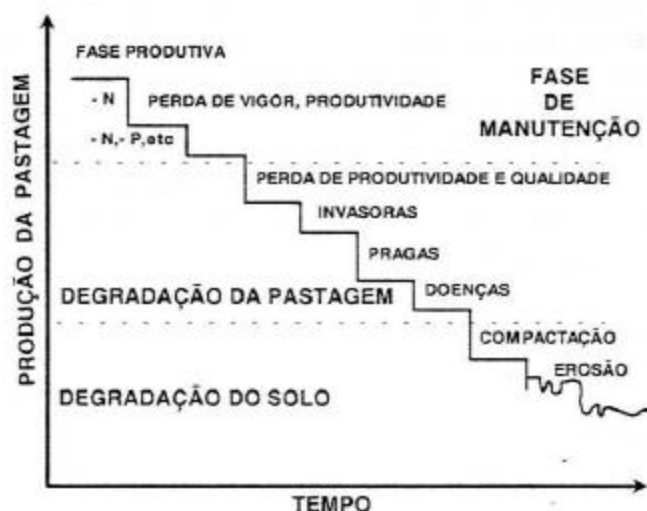 PRODUÇÃO DA PASTAGEM
FASE PRODUTIVA
- N
PERDA DE VIGOR, PRODUTIVIDADE
FASE
DE
MANUTENÇÃO
- N,- P,etc
PERDA DE PRODUTIVIDADE E QUALIDADE
INVASORAS
PRAGAS
DEGRADAÇÃO DA PASTAGEM
DOENÇAS
COMPACTAÇÃO
EROSÃO
DEGRADAÇÃO DO SOLO
TEMPO